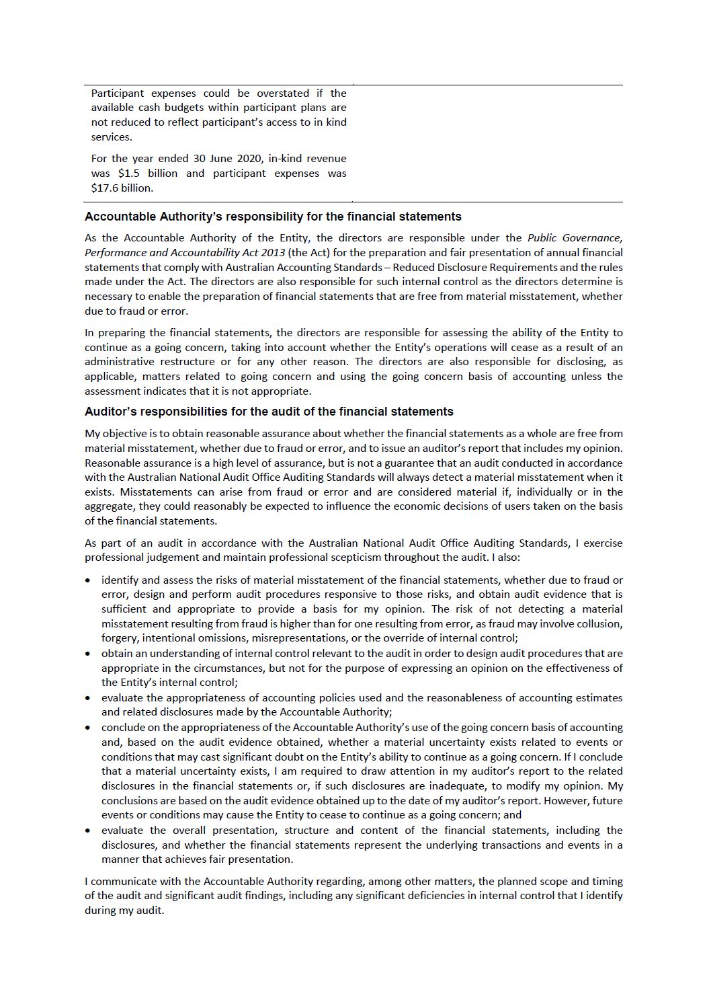 Participant expenses could be overstated if the
available cash budgets within participant plans are
not reduced to reflect participant’s access to in kind
services.
For the year ended 30 June 2020, in-kind revenue
was $1.5 billion and participant expenses was
$17.6 billion.
Accountable Authority’s responsibility for the financial statements
As the Accountable Authority of the Entity, the directors are responsible under the Public Governance,
Performance and Accountability Act 2013 (the Act) for the preparation and fair presentation of annual financial
statements that comply with Australian Accounting Standards – Reduced Disclosure Requirements and the rules
made under the Act. The directors are also responsible for such internal control as the directors determine is
necessary to enable the preparation of financial statements that are free from material misstatement, whether
due to fraud or error.
In preparing the financial statements, the directors are responsible for assessing the ability of the Entity to
continue as a going concern, taking into account whether the Entity’s operations will cease as a result of an
administrative restructure or for any other reason. The directors are also responsible for disclosing, as
applicable, matters related to going concern and using the going concern basis of accounting unless the
assessment indicates that it is not appropriate.
Auditor’s responsibilities for the audit of the financial statements
My objective is to obtain reasonable assurance about whether the financial statements as a whole are free from
material misstatement, whether due to fraud or error, and to issue an auditor’s report that includes my opinion.
Reasonable assurance is a high level of assurance, but is not a guarantee that an audit conducted in accordance
with the Australian National Audit Office Auditing Standards will always detect a material misstatement when it
exists. Misstatements can arise from fraud or error and are considered material if, individually or in the
aggregate, they could reasonably be expected to influence the economic decisions of users taken on the basis
of the financial statements.
As part of an audit in accordance with the Australian National Audit Office Auditing Standards, I exercise
professional judgement and maintain professional scepticism throughout the audit. I also:
• identify and assess the risks of material misstatement of the financial statements, whether due to fraud or
error, design and perform audit procedures responsive to those risks, and obtain audit evidence that is
sufficient and appropriate to provide a basis for my opinion. The risk of not detecting a material
misstatement resulting from fraud is higher than for one resulting from error, as fraud may involve collusion,
forgery, intentional omissions, misrepresentations, or the override of internal control;
• obtain an understanding of internal control relevant to the audit in order to design audit procedures that are
appropriate in the circumstances, but not for the purpose of expressing an opinion on the effectiveness of
the Entity’s internal control;
• evaluate the appropriateness of accounting policies used and the reasonableness of accounting estimates
and related disclosures made by the Accountable Authority;
• conclude on the appropriateness of the Accountable Authority’s use of the going concern basis of accounting
and, based on the audit evidence obtained, whether a material uncertainty exists related to events or
conditions that may cast significant doubt on the Entity’s ability to continue as a going concern. If I conclude
that a material uncertainty exists, I am required to draw attention in my auditor’s report to the related
disclosures in the financial statements or, if such disclosures are inadequate, to modify my opinion. My
conclusions are based on the audit evidence obtained up to the date of my auditor’s report. However, future
events or conditions may cause the Entity to cease to continue as a going concern; and
• evaluate the overall presentation, structure and content of the financial statements, including the
disclosures, and whether the financial statements represent the underlying transactions and events in a
manner that achieves fair presentation.
I communicate with the Accountable Authority regarding, among other matters, the planned scope and timing
of the audit and significant audit findings, including any significant deficiencies in internal control that I identify
during my audit.